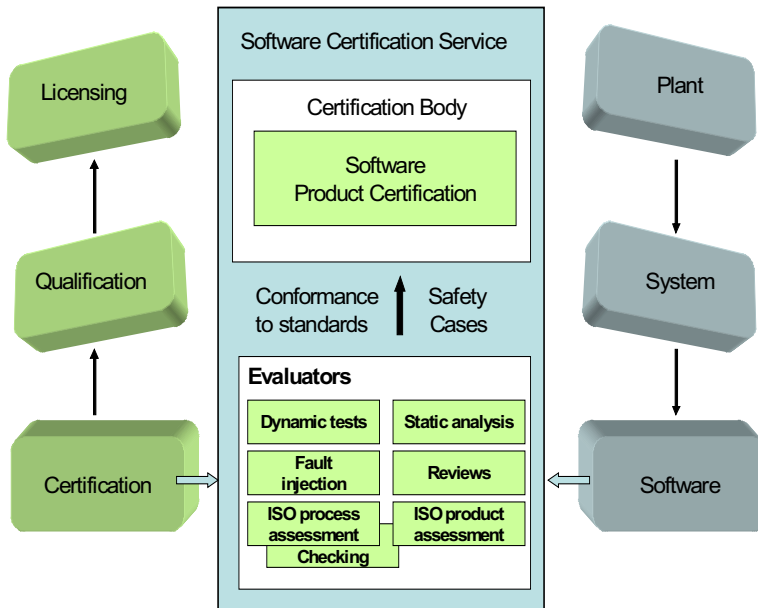 Software Certification Service
Licensing
Plant
Certification Body
Software
Product Certification
Qualification
System
Conformance
to standards
Safety
Cases
Evaluators
Dynamic tests
Static analysis
Fault
injection
Reviews
Certification
Software
ISO process
assessment
ISO product
assessment
Checking